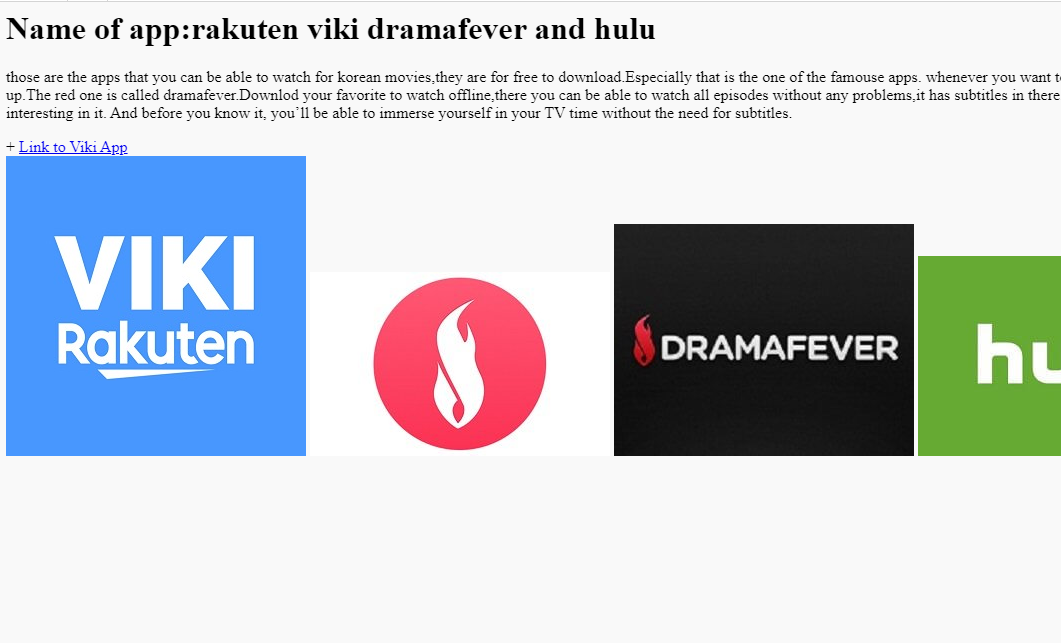 Name of app:rakuten viki dramafever and hulu
those are the apps that you can be able to watch for korean movies,they are for free to download.Especially that is the one of the famouse apps. whenever you want
up.The red one is called dramafever.Downlod your favorite to watch offline,there you can be able to watch all episodes without any problems,it has subtitles in there
interesting in it. And before you know it, you’ll be able to immerse yourself in your TV time without the need for subtitles.
+ Link to Viki App
VIKI
Rakuten
DRAMAFEVER
hu